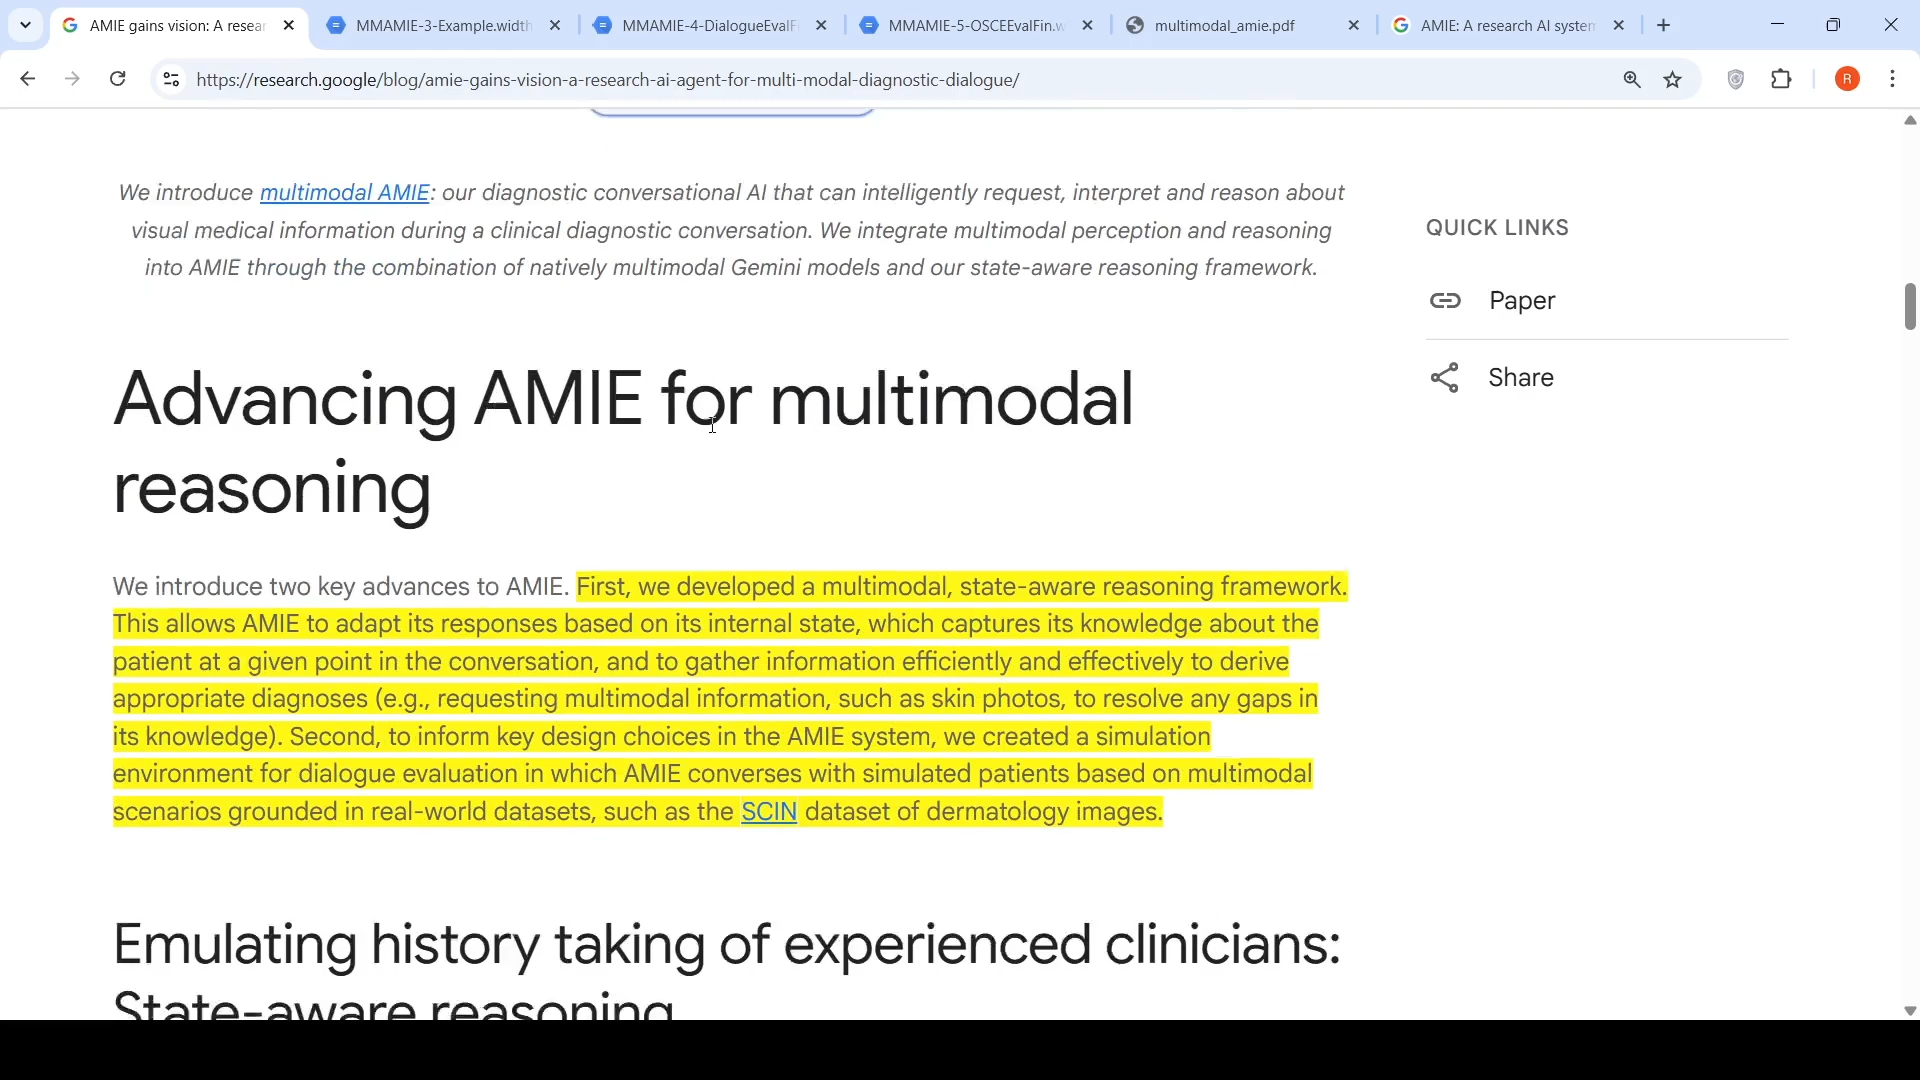 AMIE gains vision: A resear
MMAMIE-3-Example.width
MMAMIE-4-DialogueEvalF
MMAMIE-5-OSCEEvalFin.w
multimodal_amie.pdf
AMIE: A research AI system
https://research.google/blog/amie-gains-vision-a-research-ai-agent-for-multi-modal-diagnostic-dialogue/
R
We introduce multimodal AMIE: our diagnostic conversational AI that can intelligently request, interpret and reason about
visual medical information during a clinical diagnostic conversation. We integrate multimodal perception and reasoning
into AMIE through the combination of natively multimodal Gemini models and our state-aware reasoning framework.
QUICK LINKS
Paper
Share
Advancing AMIE for multimodal
reasoning
We introduce two key advances to AMIE. First, we developed a multimodal, state-aware reasoning framework.
This allows AMIE to adapt its responses based on its internal state, which captures its knowledge about the
patient at a given point in the conversation, and to gather information efficiently and effectively to derive
appropriate diagnoses (e.g., requesting multimodal information, such as skin photos, to resolve any gaps in
its knowledge). Second, to inform key design choices in the AMIE system, we created a simulation
environment for dialogue evaluation in which AMIE converses with simulated patients based on multimodal
scenarios grounded in real-world datasets, such as the SCIN dataset of dermatology images.
Emulating history taking of experienced clinicians:
State-aware reasoning